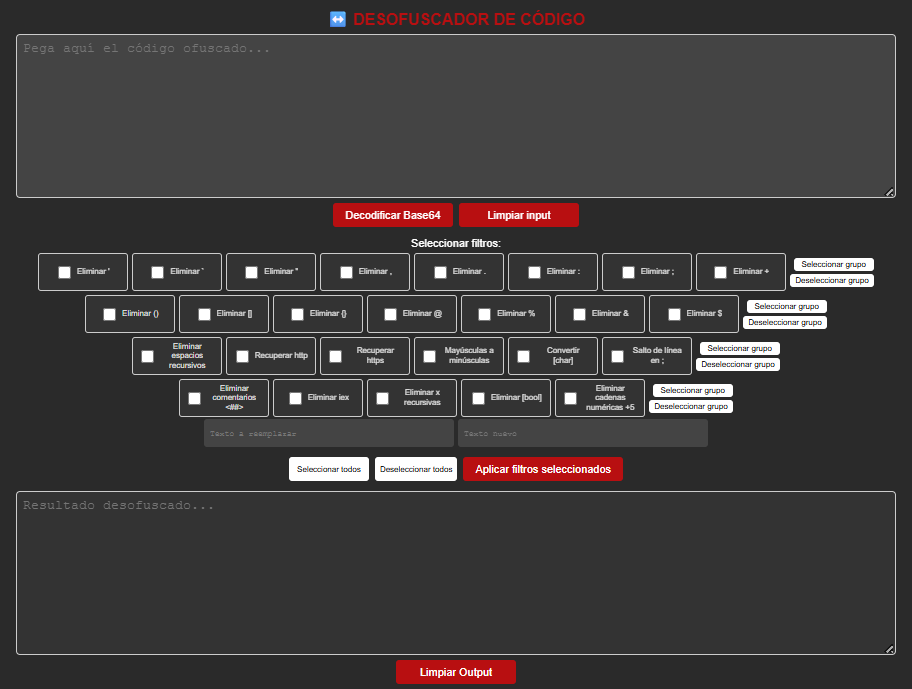 ↔ DESOFUSCADOR DE CÓDIGO
Pega aquí el código ofuscado...
Decodificar Base64 Limpiar input
Seleccionar filtros:
Eliminar ' Eliminar ` Eliminar " Eliminar , Eliminar . Eliminar : Eliminar ; Eliminar + Seleccionar grupo
Deseleccionar grupo
Eliminar () Eliminar [] Eliminar {} Eliminar @ Eliminar % Eliminar & Eliminar $ Seleccionar grupo
Deseleccionar grupo
Eliminar espacios recursivos Recuperar http Recuperar https Mayúsculas a minúsculas Convertir [char] Salto de línea en ; Seleccionar grupo
Deseleccionar grupo
Eliminar comentarios <##> Eliminar iex Eliminar x recursivas Eliminar [bool] Eliminar cadenas numéricas +5 Seleccionar grupo
Deseleccionar grupo
Texto a reemplazar Texto nuevo
Seleccionar todos Deseleccionar todos Aplicar filtros seleccionados
Resultado desofuscado...
Limpiar Output